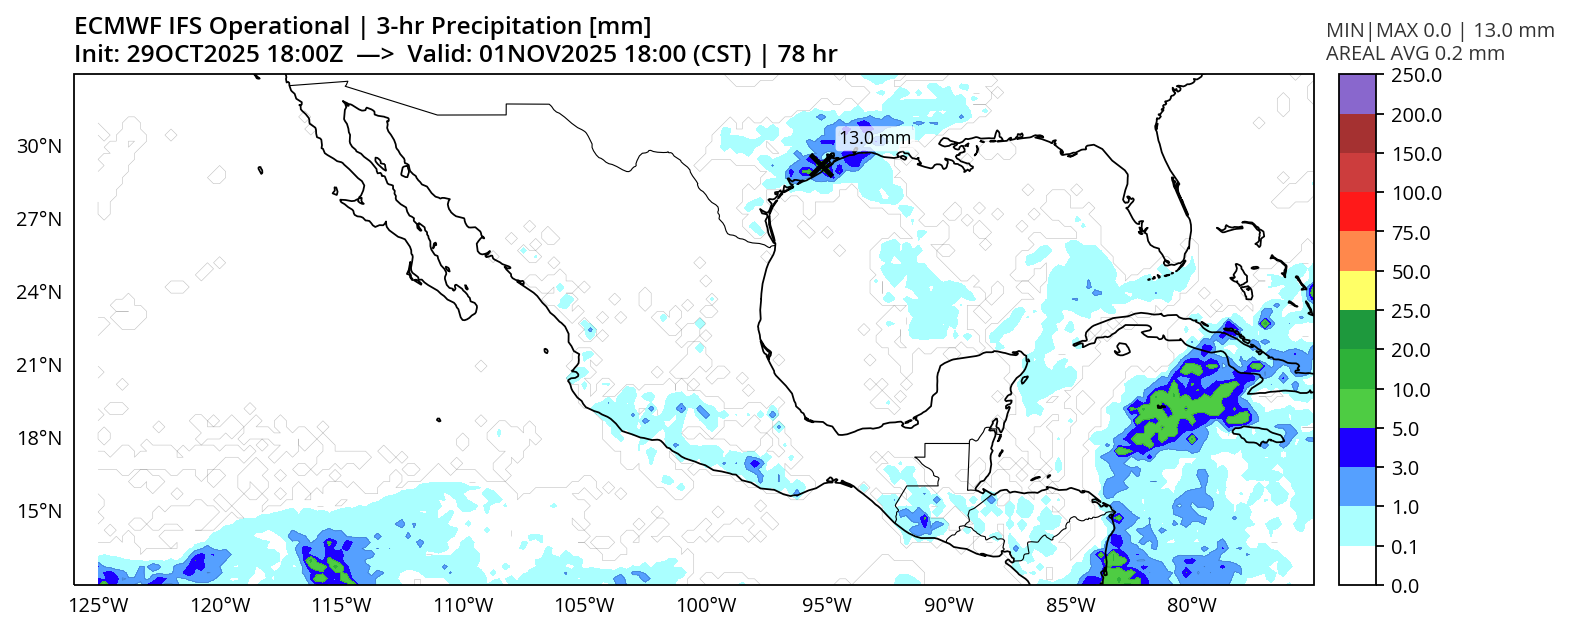 ECMWF IFS Operational | 3-hr Precipitation [mm]
Init: 29OCT2025 18:00Z —> Valid: 01NOV2025 18:00 (CST) | 78 hr
MIN|MAX 0.0 | 13.0 mm
AREAL AVG 0.2 mm
250.0
200.0
150.0
100.0
75.0
50.0
25.0
20.0
10.0
5.0
3.0
1.0
0.1
0.0
13.0 mm
30°N
27°N
24°N
21°N
18°N
15°N
125°W 120°W 115°W 110°W 105°W 100°W 95°W 90°W 85°W 80°W